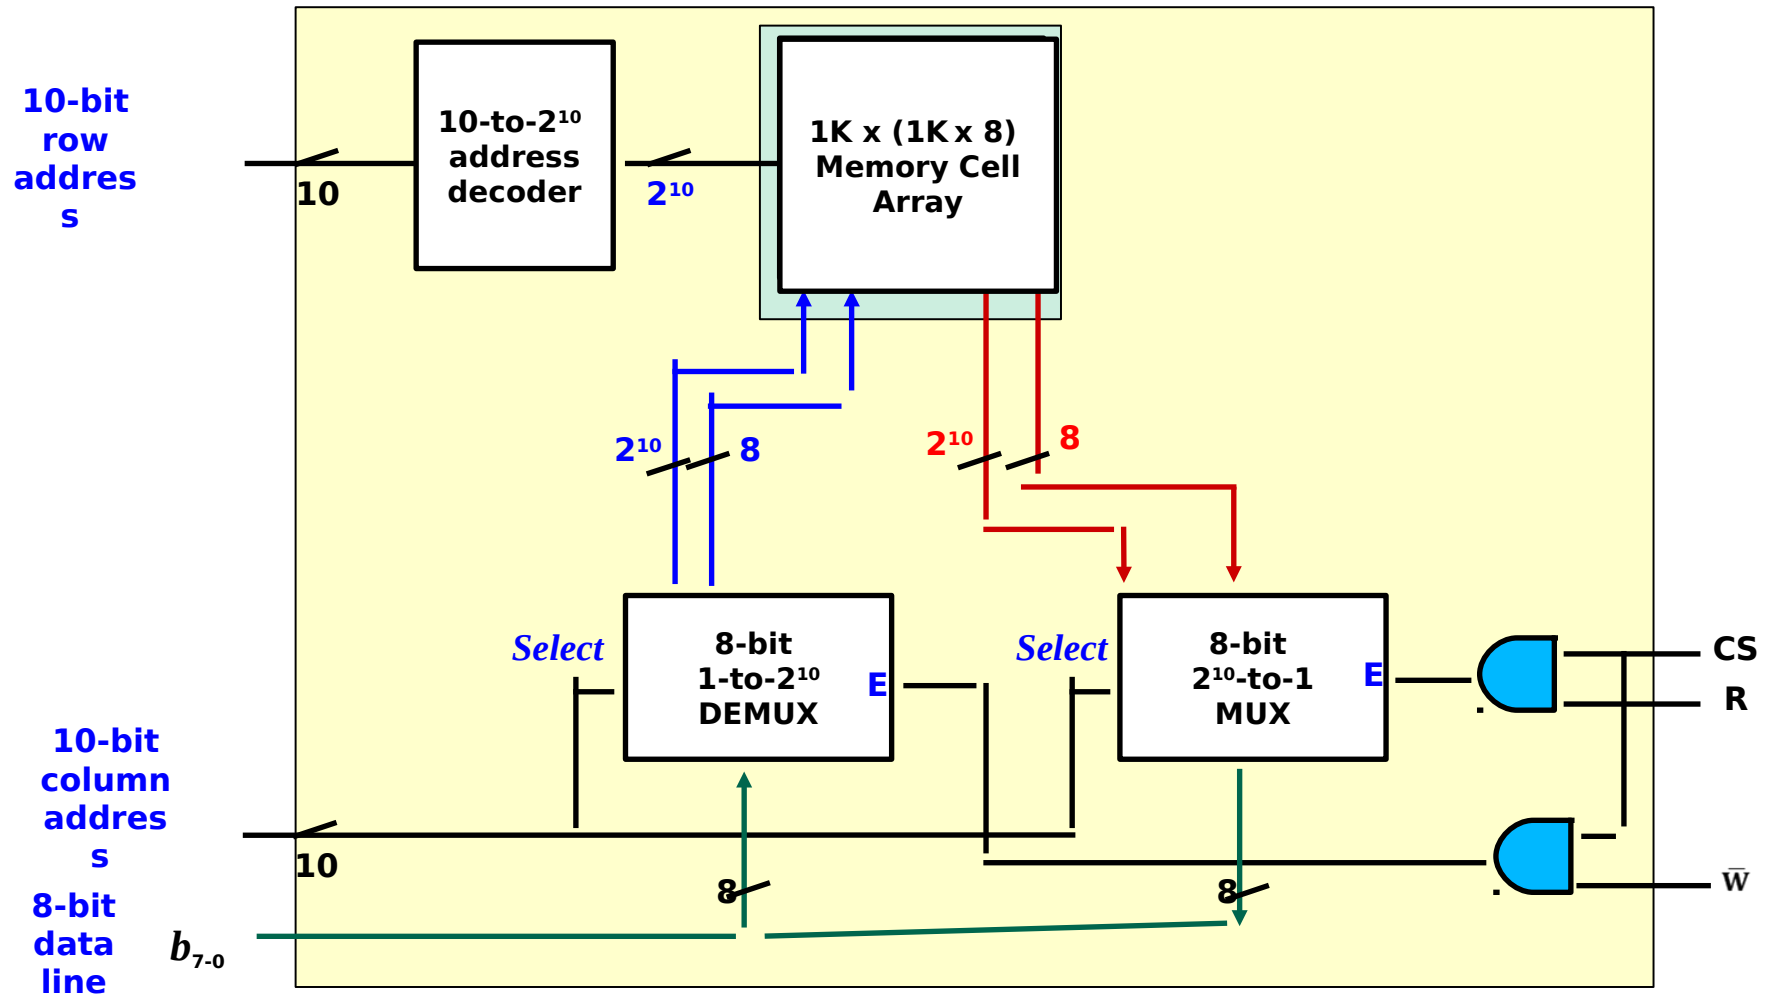 10-bit
row
addres
s
10
10-to-2¹⁰
address
decoder
2¹⁰
1K x (1K x 8)
Memory Cell
Array
2¹⁰
8
2¹⁰
8
Select
8-bit
1-to-2¹⁰
DEMUX
E
Select
8-bit
2¹⁰-to-1
MUX
E
CS
R
10-bit
column
addres
s
10
8
8
W̅
8-bit
data
line
b₇₋₀